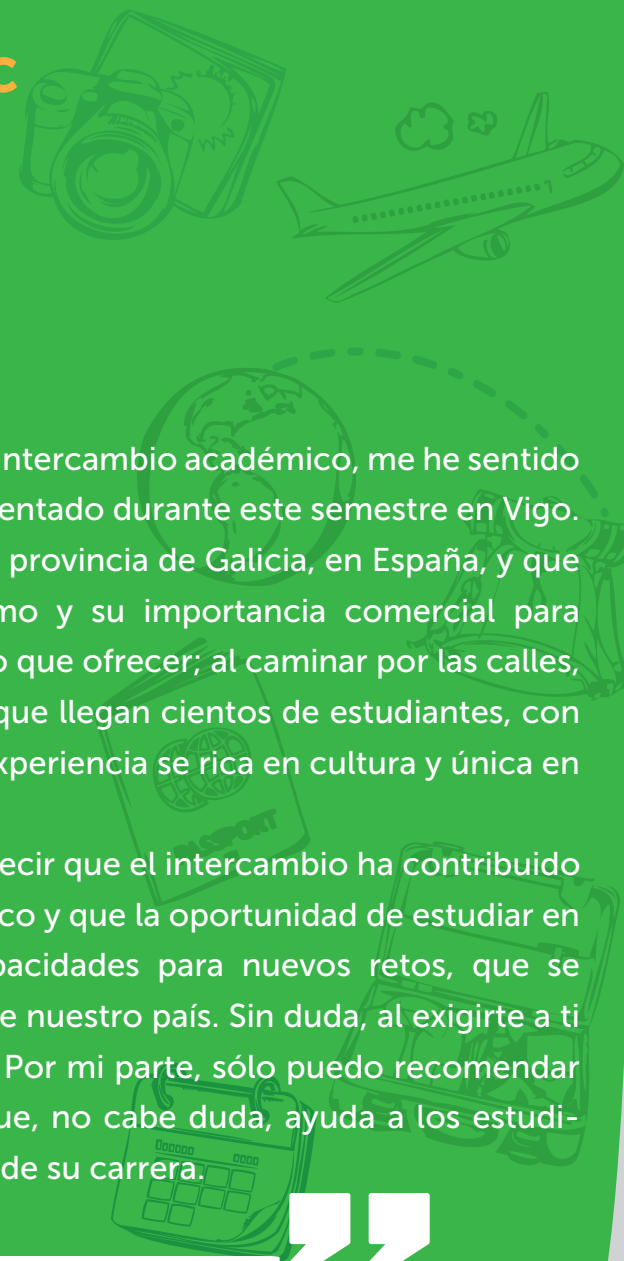 C
intercambio académico, me he sentido
entado durante este semestre en Vigo.
provincia de Galicia, en España, y que
mo y su importancia comercial para
o que ofrecer; al caminar por las calles,
que llegan cientos de estudiantes, con
xperiencia se rica en cultura y única en
PASSPORT
ecir que el intercambio ha contribuido
co y que la oportunidad de estudiar en
pacidades para nuevos retos, que se
e nuestro país. Sin duda, al exigirte a ti
Por mi parte, sólo puedo recomendar
ue, no cabe duda, ayuda a los estudi-
de su carrera.
”